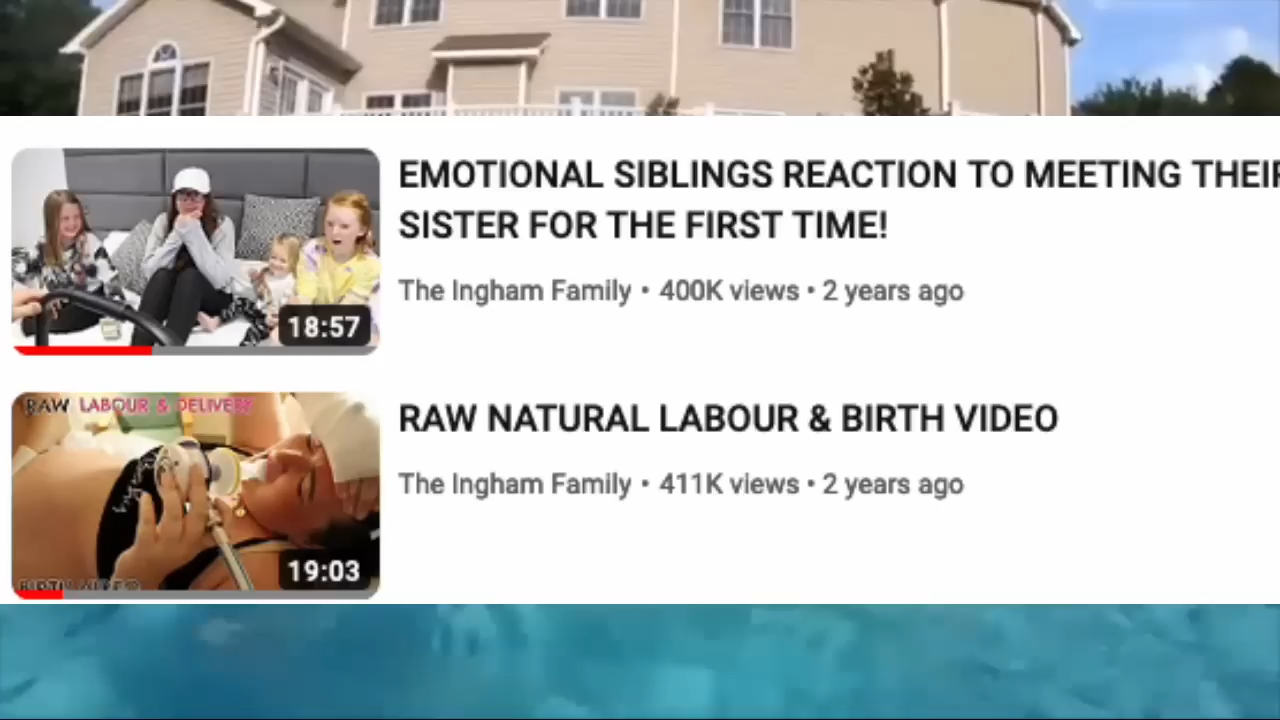 EMOTIONAL SIBLINGS REACTION TO MEETING THEIR
SISTER FOR THE FIRST TIME!
The Ingham Family • 400K views • 2 years ago
18:57
RAW LABOUR & DELIVERY
RAW NATURAL LABOUR & BIRTH VIDEO
The Ingham Family • 411K views • 2 years ago
19:03
BIRTH VIDEO